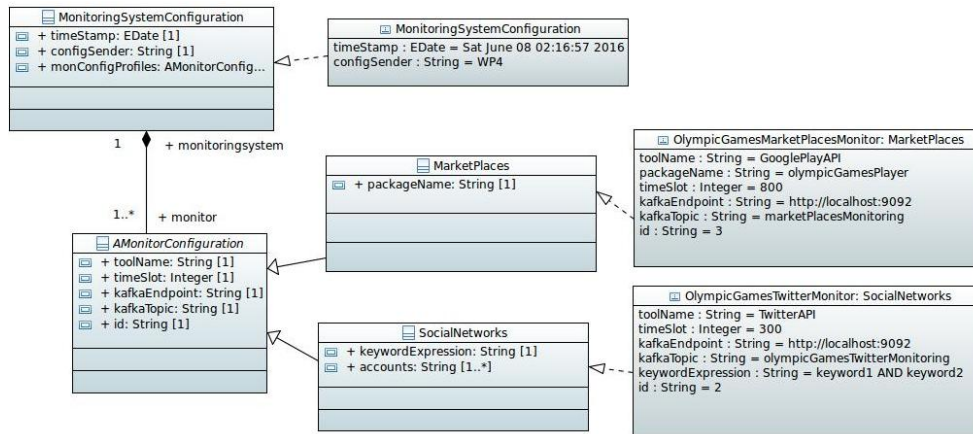 MonitoringSystemConfiguration
+ timeStamp: EDate [1]
+ configSender: String [1]
+ monConfigProfiles: AMonitorConfig...
MonitoringSystemConfiguration
timeStamp : EDate = Sat June 08 02:16:57 2016
configSender : String = WP4
1
+ monitoringsystem
1..*
+ monitor
MarketPlaces
+ packageName: String [1]
OlympicGamesMarketPlacesMonitor: MarketPlaces
toolName : String = GooglePlayAPI
packageName : String = olympicGamesPlayer
timeSlot : Integer = 800
kafkaEndpoint : String = http://localhost:9092
kafkaTopic : String = marketPlacesMonitoring
id : String = 3
AMonitorConfiguration
+ toolName: String [1]
+ timeSlot: Integer [1]
+ kafkaEndpoint: String [1]
+ kafkaTopic: String [1]
+ id: String [1]
SocialNetworks
+ keywordExpression: String [1]
+ accounts: String [1..*]
OlympicGamesTwitterMonitor: SocialNetworks
toolName : String = TwitterAPI
timeSlot : Integer = 300
kafkaEndpoint : String = http://localhost:9092
kafkaTopic : String = olympicGamesTwitterMonitoring
keywordExpression : String = keyword1 AND keyword2
id : String = 2